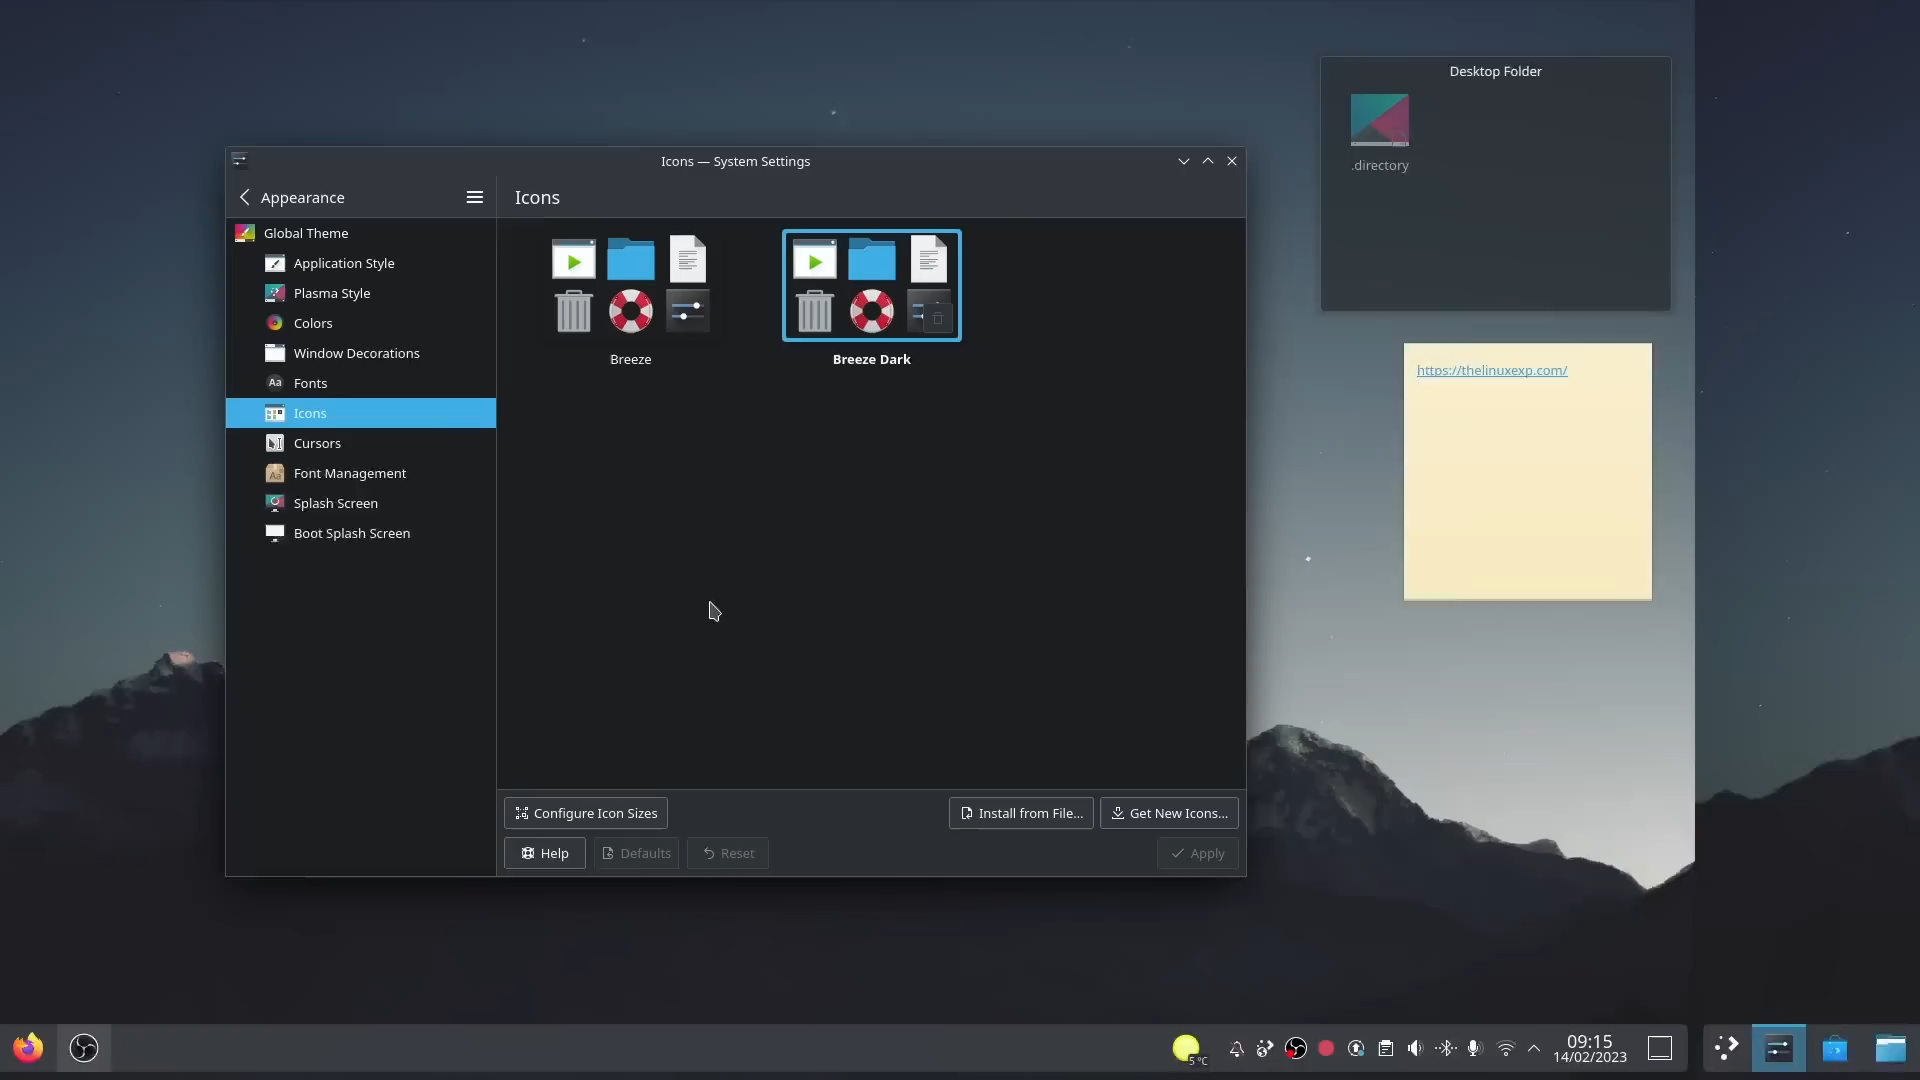 Desktop Folder
.directory
Icons — System Settings
Appearance
Icons
Global Theme
Application Style
Plasma Style
Colors
Window Decorations
Aa Fonts
Icons
Cursors
Aa Font Management
Splash Screen
Boot Splash Screen
Breeze
Breeze Dark
https://thelinuxexp.com/
Configure Icon Sizes
Install from File...
Get New Icons...
Help
Defaults
Reset
Apply
5 °C
09:15
14/02/2023